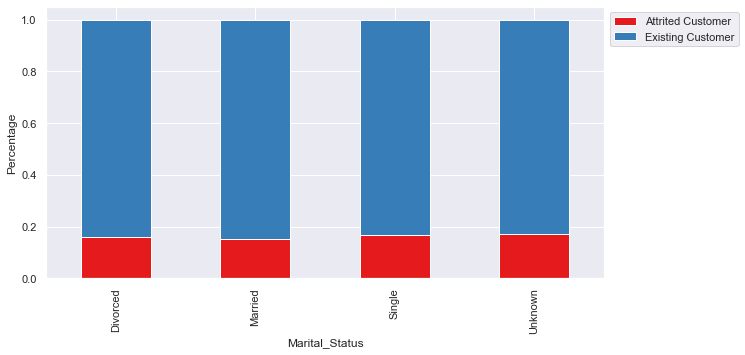 1.0
0.8
0.6
0.4
0.2
0.0
Percentage
Divorced
Married
Single
Unknown
Marital_Status
Attrited Customer
Existing Customer